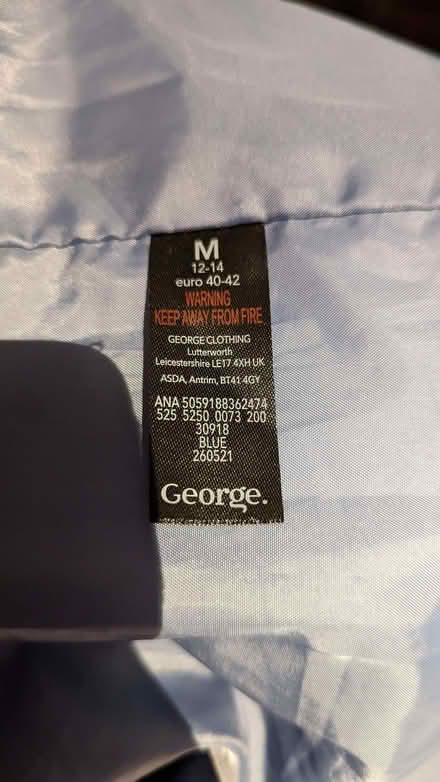 M
12-14
euro 40-42
WARNING
KEEP AWAY FROM FIRE
GEORGE CLOTHING
Lutterworth
Leicestershire LE17 4XH UK
ASDA, Antrim, BT41 4GY
ANA 5059188362474
525 5250 0073 200
30918
BLUE
260521
George.